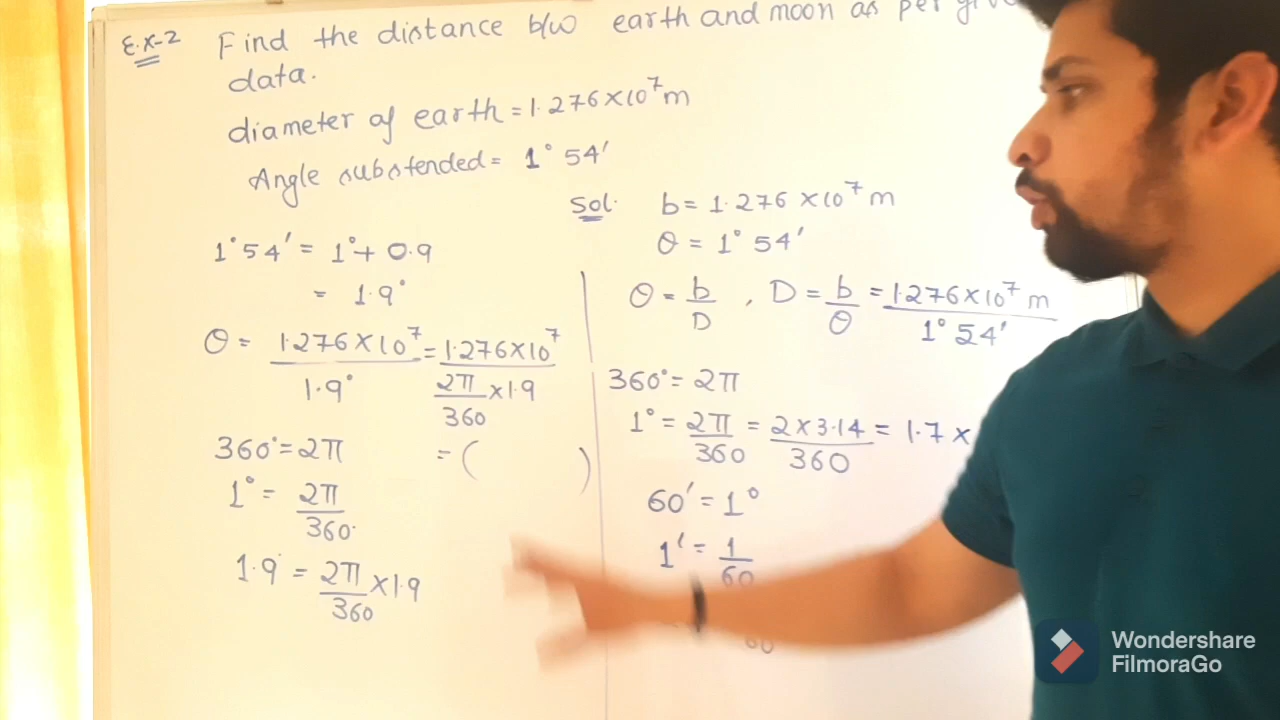 E.X-2 Find the distance b/w earth and moon as per
data.
diameter of earth = 1.276 × 10⁷ m
Angle substended = 1° 54′
1° 54′ = 1° + 0.9
= 1.9°
θ = 1.276 × 10⁷ / 1.9° = 1.276 × 10⁷ / 2π/360 × 1.9
360° = 2π = ( )
1° = 2π/360
1.9° = 2π/360 × 1.9
Sol. b = 1.276 × 10⁷ m
θ = 1° 54′
θ = b/D , D = b/θ = 1.276 × 10⁷ m / 1° 54′
360° = 2π
1° = 2π/360 = 2 × 3.14 / 360 = 1.7 ×
60′ = 1°
1′ = 1/60
60
Wondershare
FilmoraGo